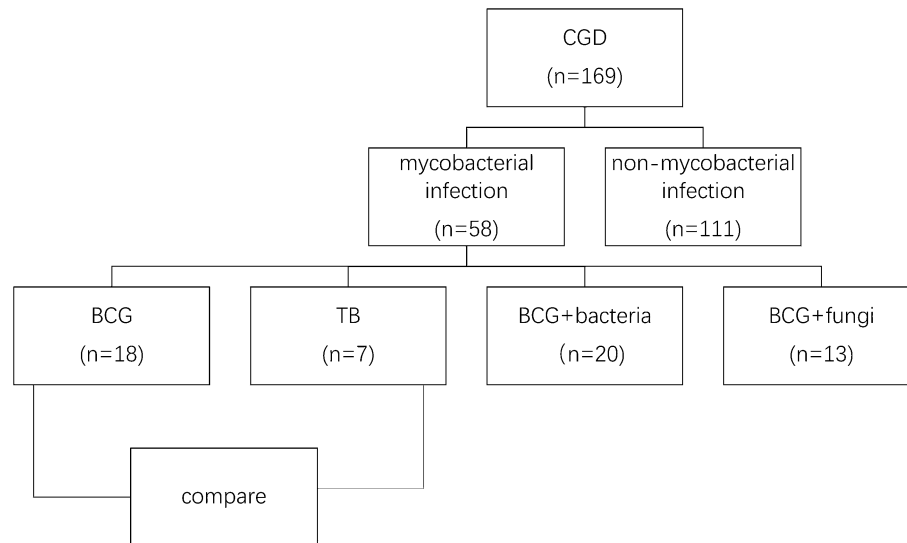 CGD
(n=169)
mycobacterial
infection
(n=58)
non-mycobacterial
infection
(n=111)
BCG
(n=18)
TB
(n=7)
BCG+bacteria
(n=20)
BCG+fungi
(n=13)
compare